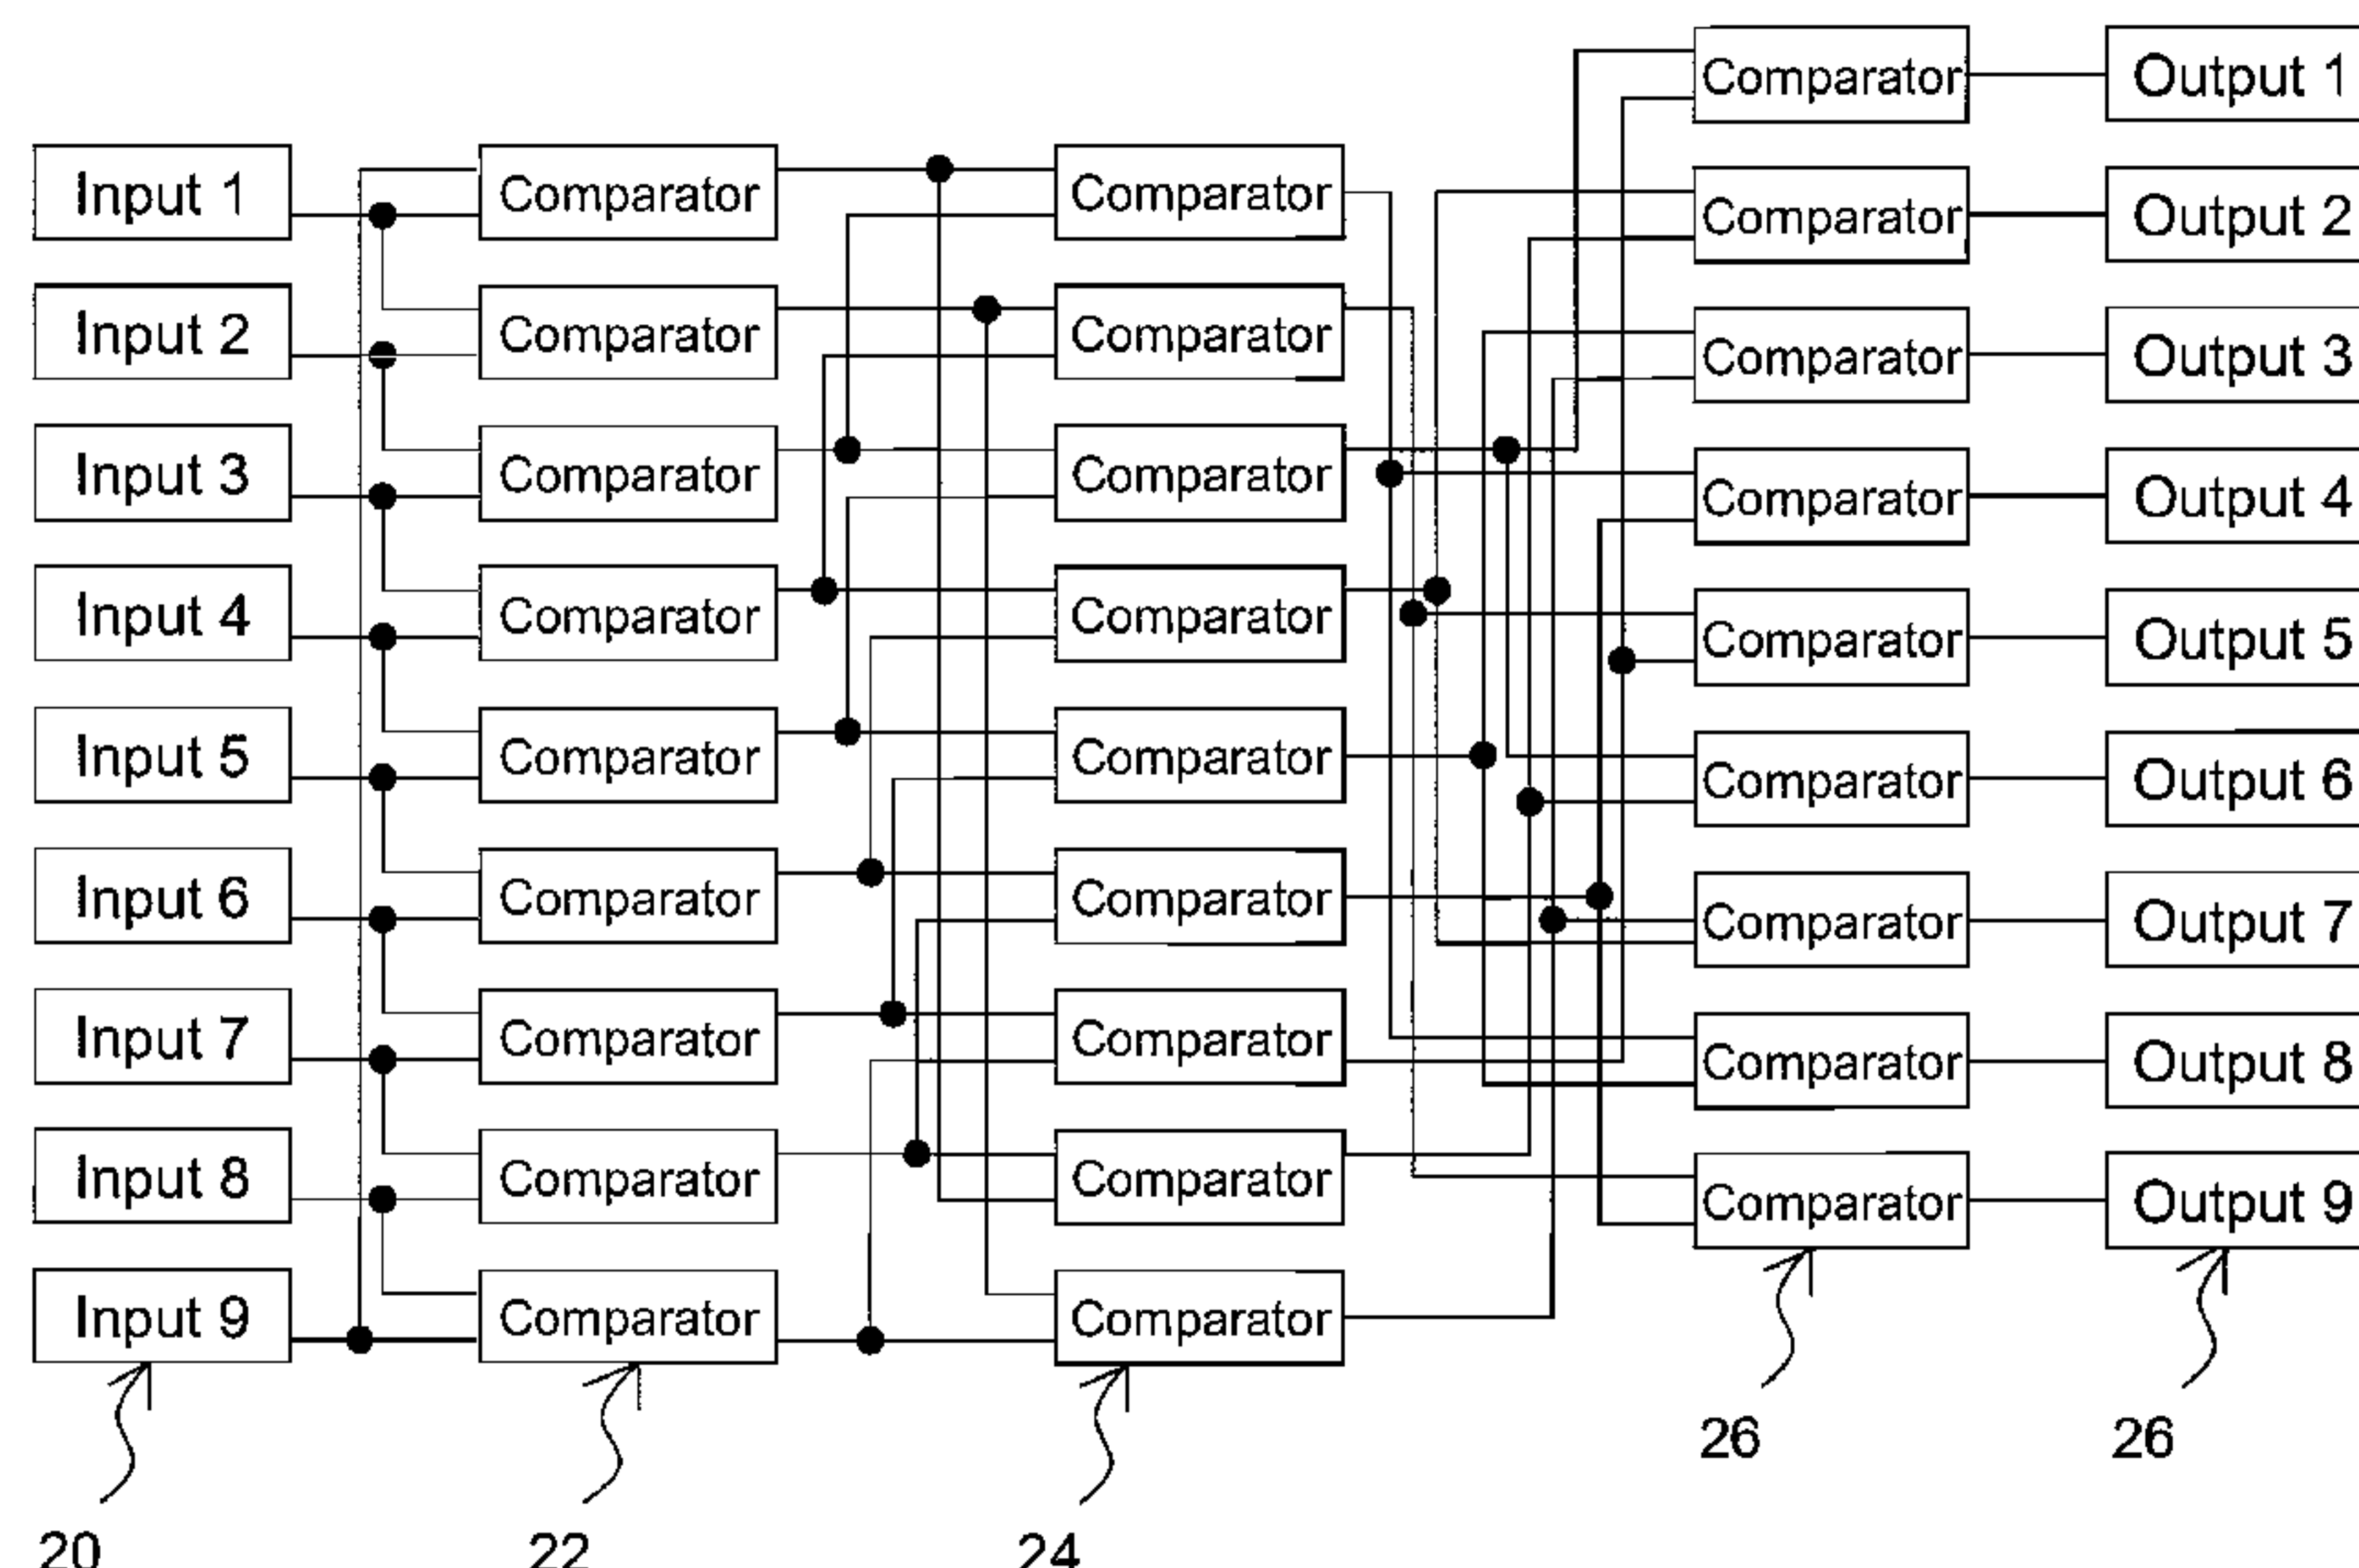 Comparator
Output 1
Input 1
Comparator
Comparator
Comparator
Output 2
Input 2
Comparator
Comparator
Comparator
Output 3
Input 3
Comparator
Comparator
Comparator
Output 4
Input 4
Comparator
Comparator
Comparator
Output 5
Input 5
Comparator
Comparator
Comparator
Output 6
Input 6
Comparator
Comparator
Comparator
Output 7
Input 7
Comparator
Comparator
Comparator
Output 8
Input 8
Comparator
Comparator
Comparator
Output 9
Input 9
Comparator
Comparator
26
26
20
22
24